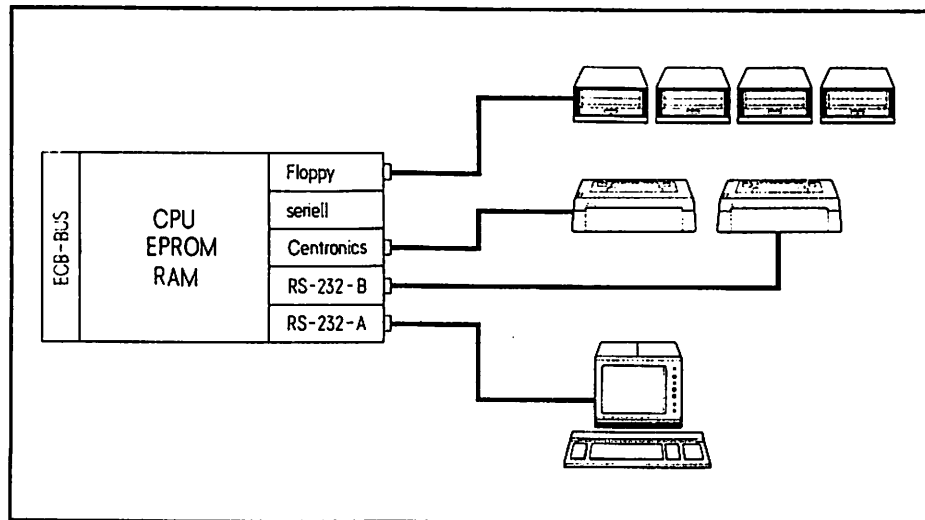 ECB-BUS
CPU
EPROM
RAM
Floppy
seriell
Centronics
RS-232-B
RS-232-A